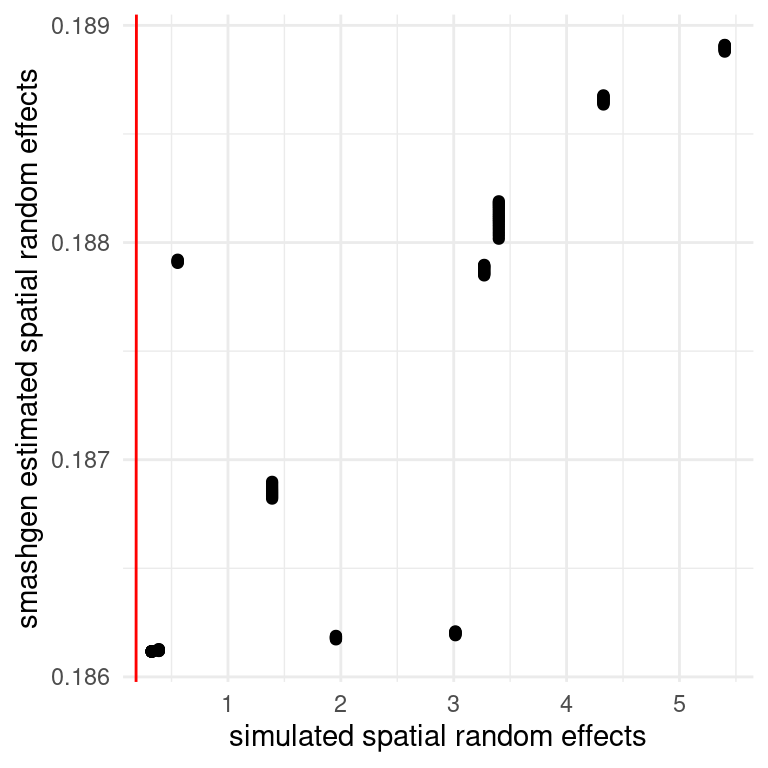 smashgen estimated spatial random effects
0.189
0.188
0.187
0.186
1 2 3 4 5
simulated spatial random effects